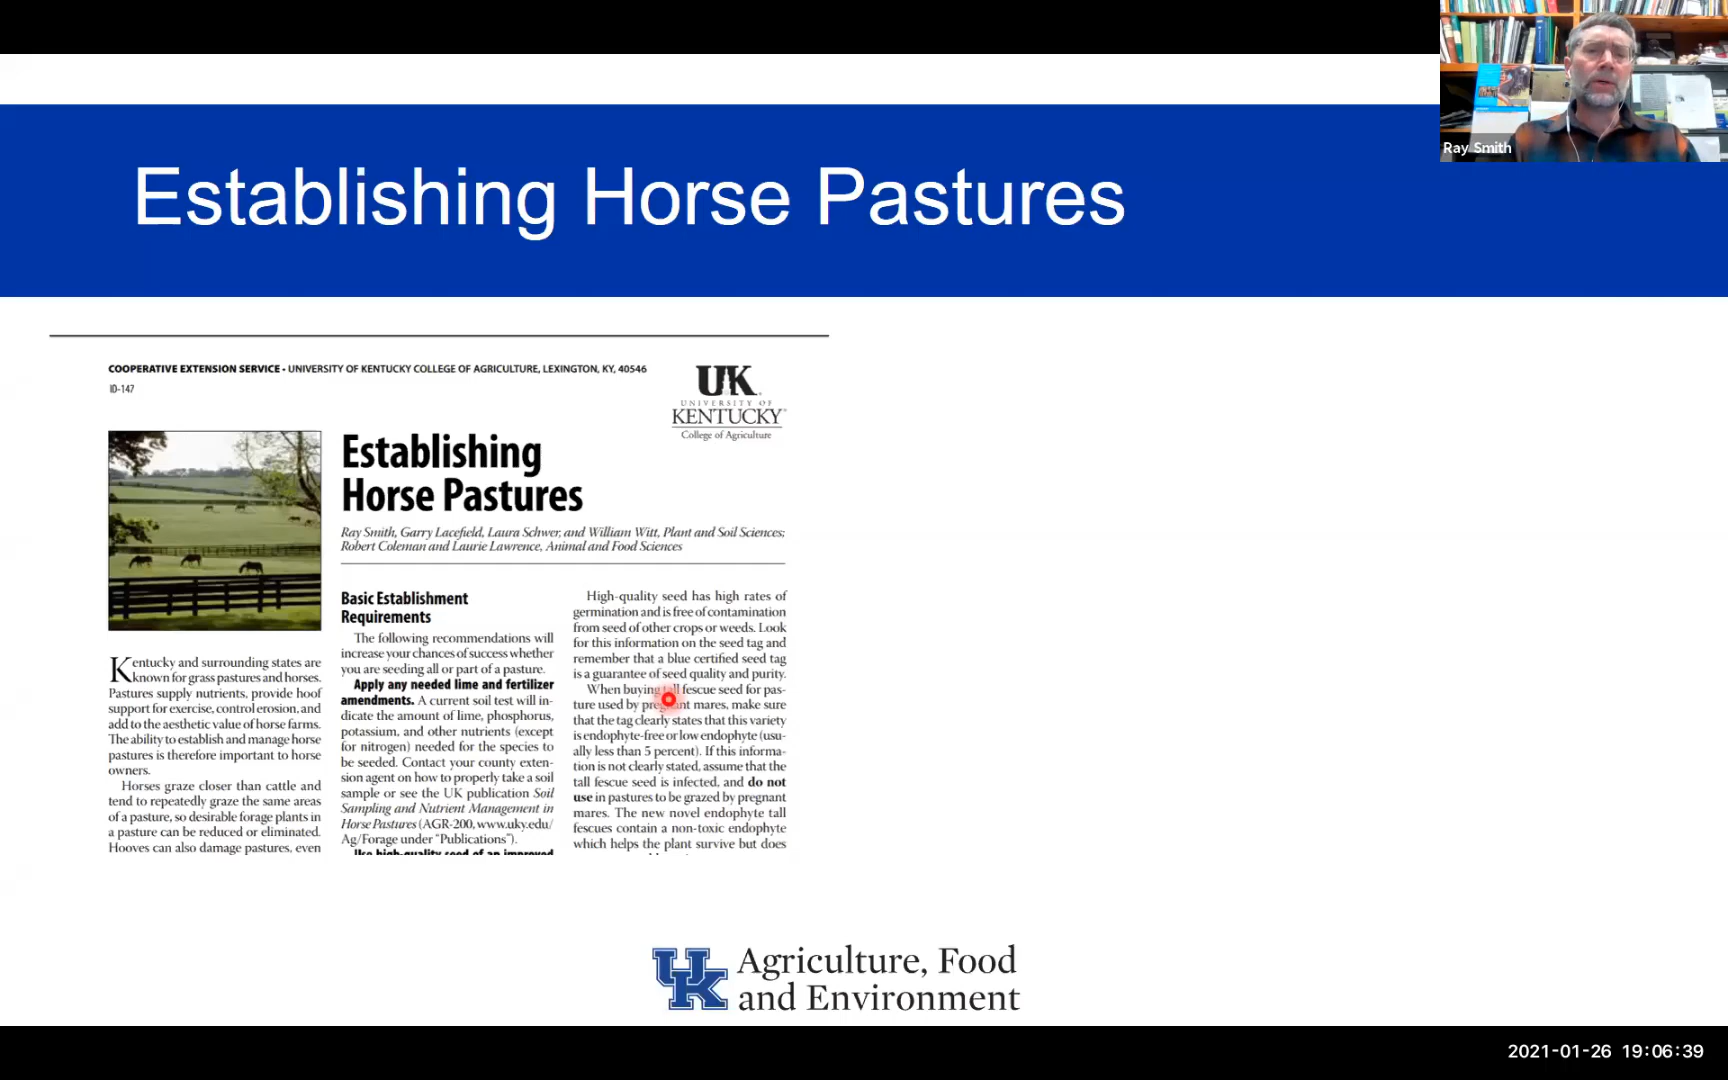 Ray Smith
Establishing Horse Pastures
COOPERATIVE EXTENSION SERVICE • UNIVERSITY OF KENTUCKY COLLEGE OF AGRICULTURE, LEXINGTON, KY, 40546
ID-147
UK
UNIVERSITY OF
KENTUCKY
College of Agriculture
Establishing
Horse Pastures
Ray Smith, Garry Lacefield, Laura Schwer, and William Witt, Plant and Soil Sciences;
Robert Coleman and Laurie Lawrence, Animal and Food Sciences
Kentucky and surrounding states are
known for grass pastures and horses.
Pastures supply nutrients, provide hoof
support for exercise, control erosion, and
add to the aesthetic value of horse farms.
The ability to establish and manage horse
pastures is therefore important to horse
owners.
Horses graze closer than cattle and
tend to repeatedly graze the same areas
of a pasture, so desirable forage plants in
a pasture can be reduced or eliminated.
Hooves can also damage pastures, even
Basic Establishment
Requirements
The following recommendations will
increase your chances of success whether
you are seeding all or part of a pasture.
Apply any needed lime and fertilizer
amendments. A current soil test will in-
dicate the amount of lime, phosphorus,
potassium, and other nutrients (except
for nitrogen) needed for the species to
be seeded. Contact your county exten-
sion agent on how to properly take a soil
sample or see the UK publication Soil
Sampling and Nutrient Management in
Horse Pastures (AGR-200, www.uky.edu/
Ag/Forage under “Publications”).
Use high-quality seed of an improved
High-quality seed has high rates of
germination and is free of contamination
from seed of other crops or weeds. Look
for this information on the seed tag and
remember that a blue certified seed tag
is a guarantee of seed quality and purity.
When buying tall fescue seed for pas-
ture used by pregnant mares, make sure
that the tag clearly states that this variety
is endophyte-free or low endophyte (usu-
ally less than 5 percent). If this informa-
tion is not clearly stated, assume that the
tall fescue seed is infected, and do not
use in pastures to be grazed by pregnant
mares. The new novel endophyte tall
fescues contain a non-toxic endophyte
which helps the plant survive but does
UK Agriculture, Food
and Environment
2021-01-26 19:06:39